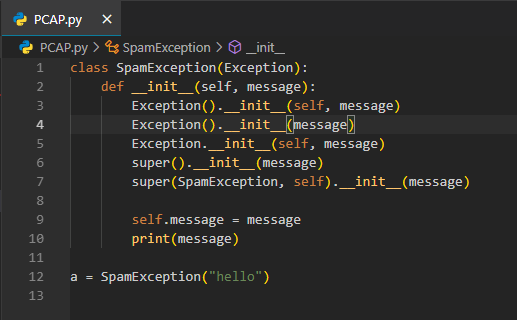 PCAP.py ×
PCAP.py > SpamException > __init__
1 class SpamException(Exception):
2     def __init__(self, message):
3         Exception().__init__(self, message)
4         Exception().__init__(message)
5         Exception.__init__(self, message)
6         super().__init__(message)
7         super(SpamException, self).__init__(message)
8
9         self.message = message
10         print(message)
11
12 a = SpamException("hello")
13